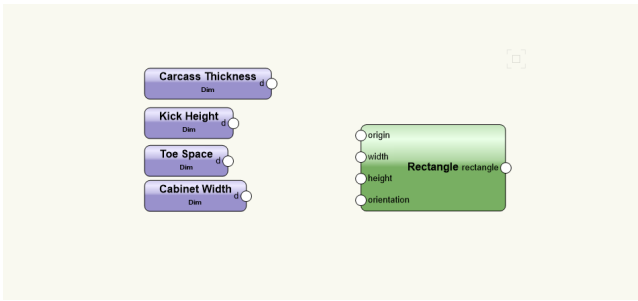 Carcass Thickness
d
Dim
Kick Height
d
Dim
Toe Space
d
Dim
Cabinet Width
d
Dim
origin
width
height
orientation
Rectangle rectangle